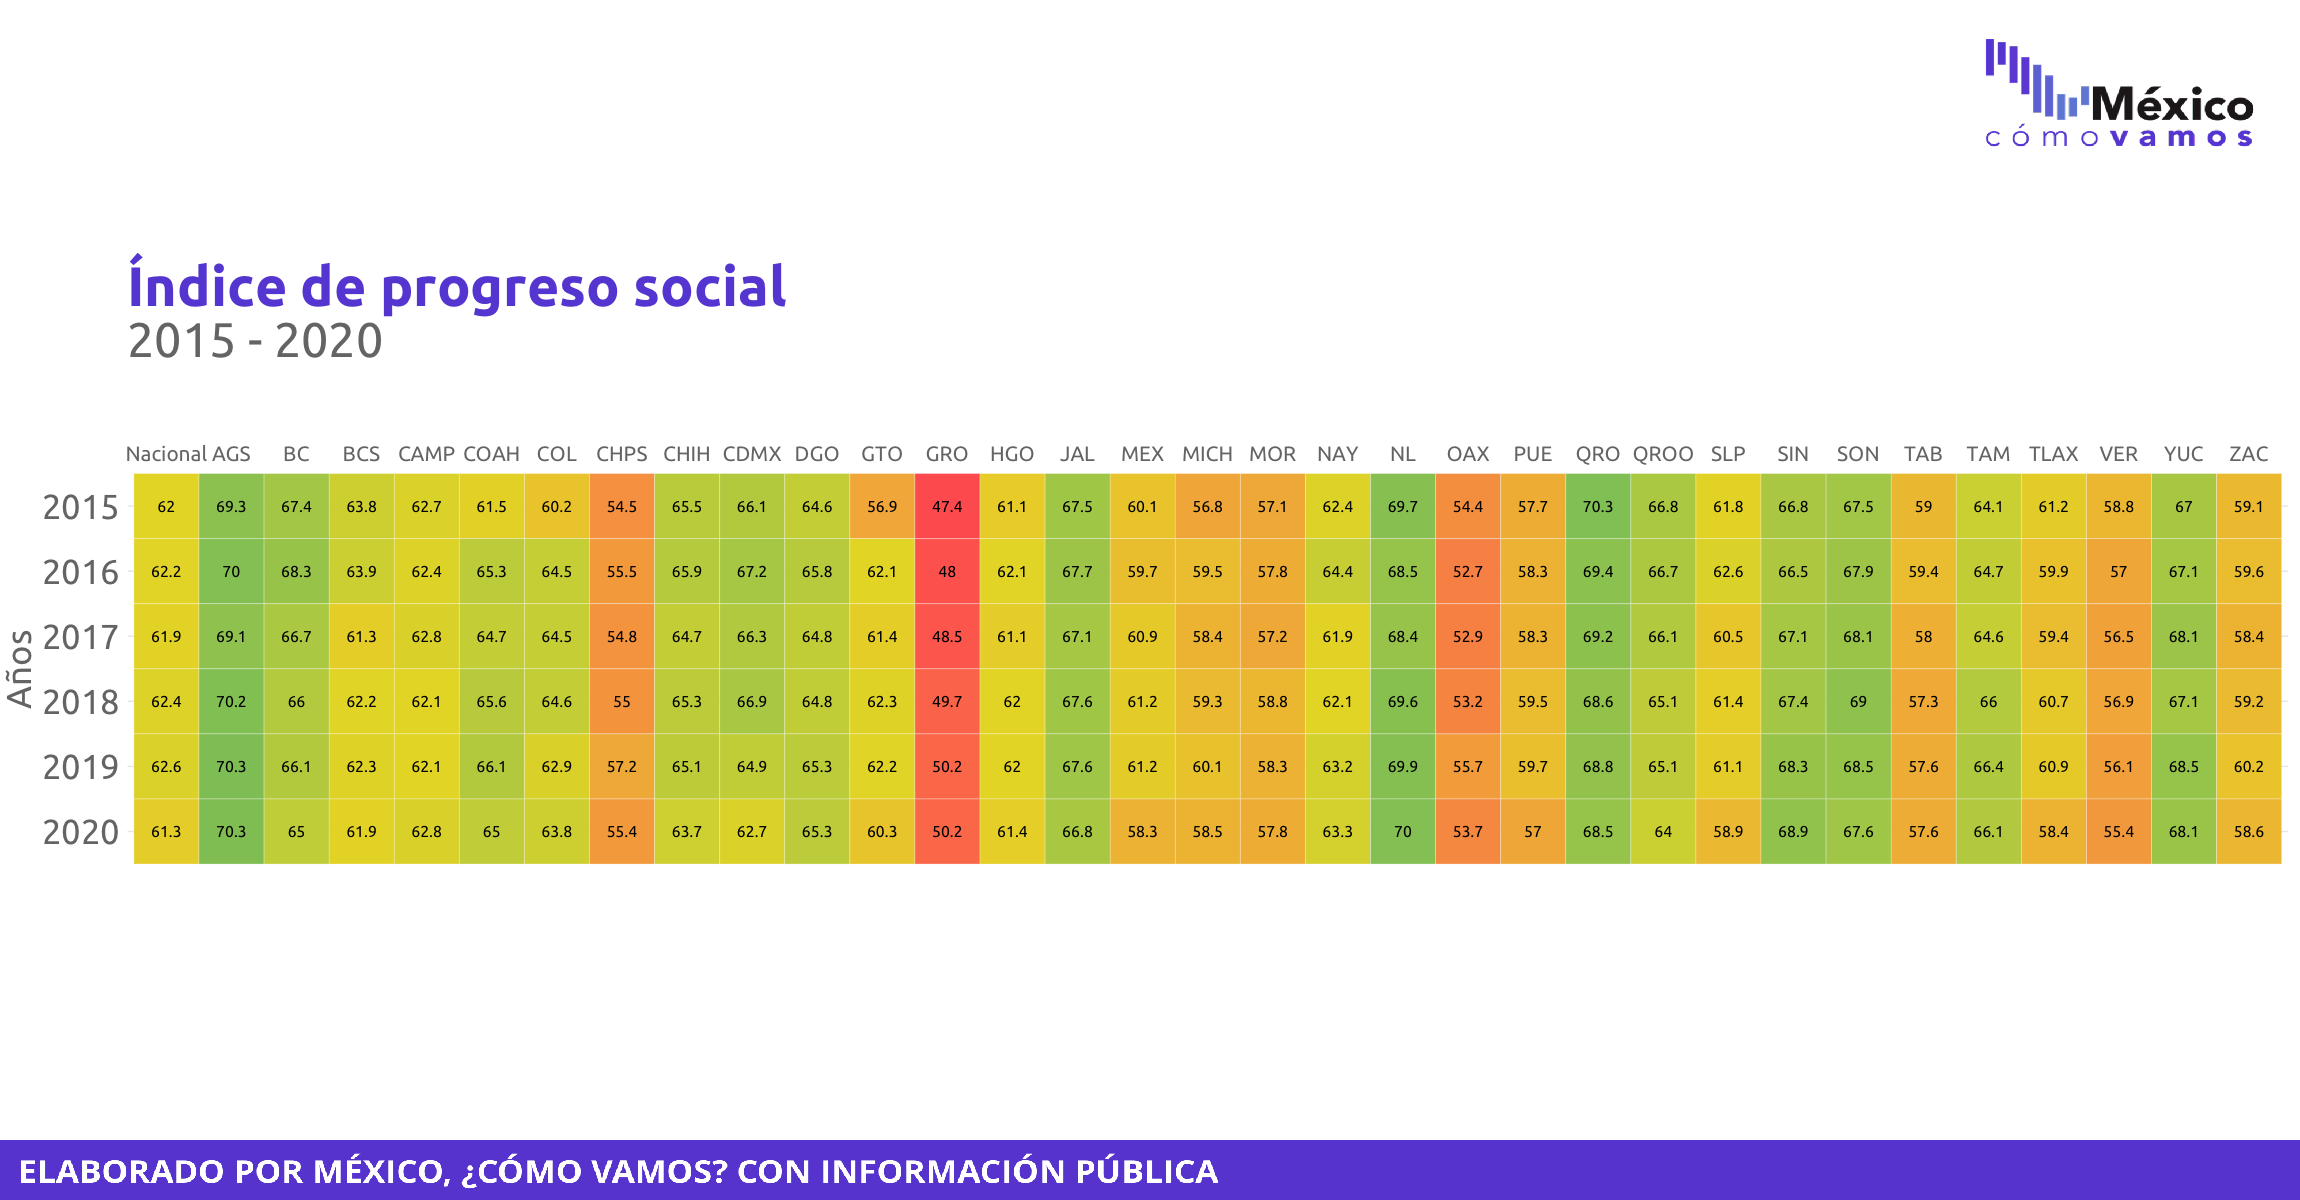 México
cómovamos
Índice de progreso social
2015 - 2020
Nacional AGS BC BCS CAMP COAH COL CHPS CHIH CDMX DGO GTO GRO HGO JAL MEX MICH MOR NAY NL OAX PUE QRO QROO SLP SIN SON TAB TAM TLAX VER YUC ZAC
2015 62 69.3 67.4 63.8 62.7 61.5 60.2 54.5 65.5 66.1 64.6 56.9 47.4 61.1 67.5 60.1 56.8 57.1 62.4 69.7 54.4 57.7 70.3 66.8 61.8 66.8 67.5 59 64.1 61.2 58.8 67 59.1
2016 62.2 70 68.3 63.9 62.4 65.3 64.5 55.5 65.9 67.2 65.8 62.1 48 62.1 67.7 59.7 59.5 57.8 64.4 68.5 52.7 58.3 69.4 66.7 62.6 66.5 67.9 59.4 64.7 59.9 57 67.1 59.6
2017 61.9 69.1 66.7 61.3 62.8 64.7 64.5 54.8 64.7 66.3 64.8 61.4 48.5 61.1 67.1 60.9 58.4 57.2 61.9 68.4 52.9 58.3 69.2 66.1 60.5 67.1 68.1 58 64.6 59.4 56.5 68.1 58.4
Años
2018 62.4 70.2 66 62.2 62.1 65.6 64.6 55 65.3 66.9 64.8 62.3 49.7 62 67.6 61.2 59.3 58.8 62.1 69.6 53.2 59.5 68.6 65.1 61.4 67.4 69 57.3 66 60.7 56.9 67.1 59.2
2019 62.6 70.3 66.1 62.3 62.1 66.1 62.9 57.2 65.1 64.9 65.3 62.2 50.2 62 67.6 61.2 60.1 58.3 63.2 69.9 55.7 59.7 68.8 65.1 61.1 68.3 68.5 57.6 66.4 60.9 56.1 68.5 60.2
2020 61.3 70.3 65 61.9 62.8 65 63.8 55.4 63.7 62.7 65.3 60.3 50.2 61.4 66.8 58.3 58.5 57.8 63.3 70 53.7 57 68.5 64 58.9 68.9 67.6 57.6 66.1 58.4 55.4 68.1 58.6
ELABORADO POR MÉXICO, ¿CÓMO VAMOS? CON INFORMACIÓN PÚBLICA